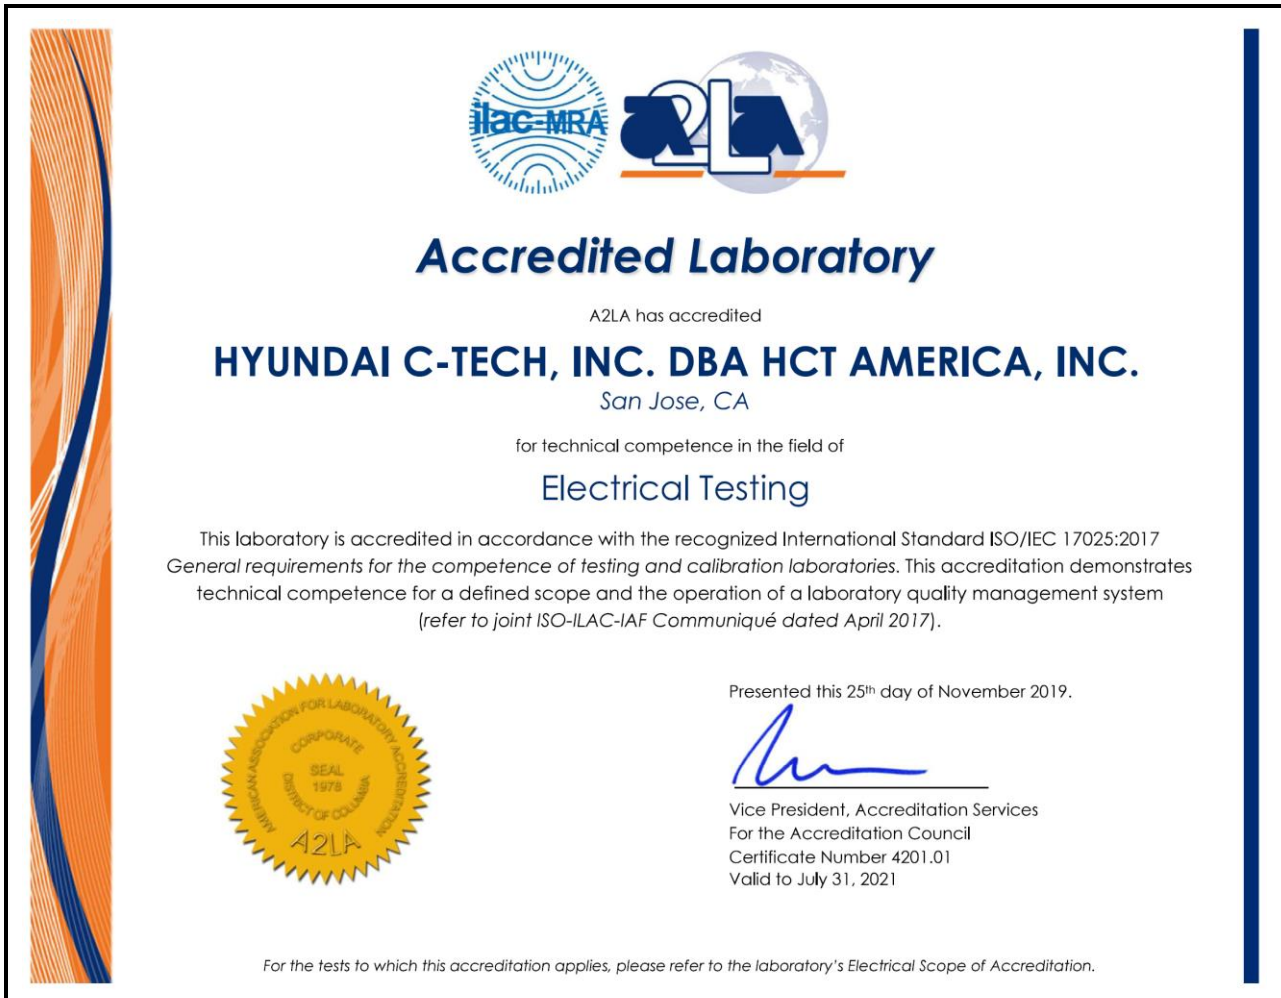 ilac-MRA
A2LA
Accredited Laboratory
A2LA has accredited
HYUNDAI C-TECH, INC. DBA HCT AMERICA, INC.
San Jose, CA
for technical competence in the field of
Electrical Testing
This laboratory is accredited in accordance with the recognized International Standard ISO/IEC 17025:2017
General requirements for the competence of testing and calibration laboratories. This accreditation demonstrates
technical competence for a defined scope and the operation of a laboratory quality management system
(refer to joint ISO-ILAC-IAF Communiqué dated April 2017).
AMERICAN ASSOCIATION FOR LABORATORY ACCREDITATION
CORPORATE
SEAL
1978
DISTRICT OF COLUMBIA
A2LA
Presented this 25th day of November 2019.
Vice President, Accreditation Services
For the Accreditation Council
Certificate Number 4201.01
Valid to July 31, 2021
For the tests to which this accreditation applies, please refer to the laboratory’s Electrical Scope of Accreditation.